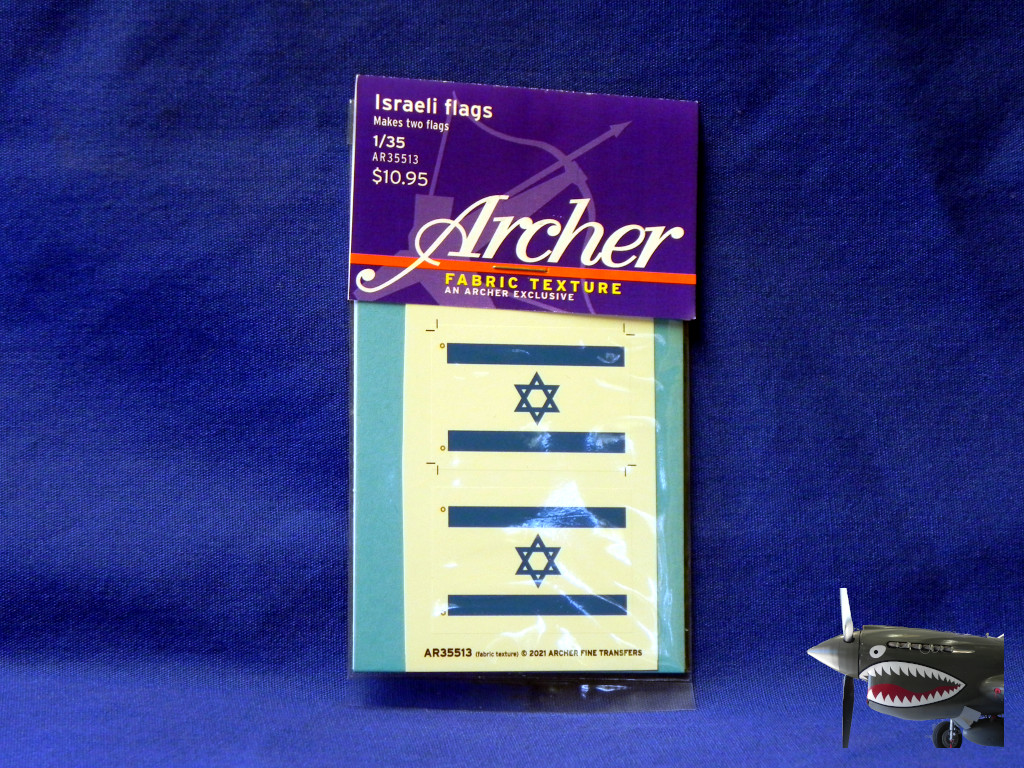 Israeli flags
Makes two flags
1/35
AR35513
$10.95
Archer
FABRIC TEXTURE
AN ARCHER EXCLUSIVE
AR35513 (fabric texture) © 2021 ARCHER FINE TRANSFERS